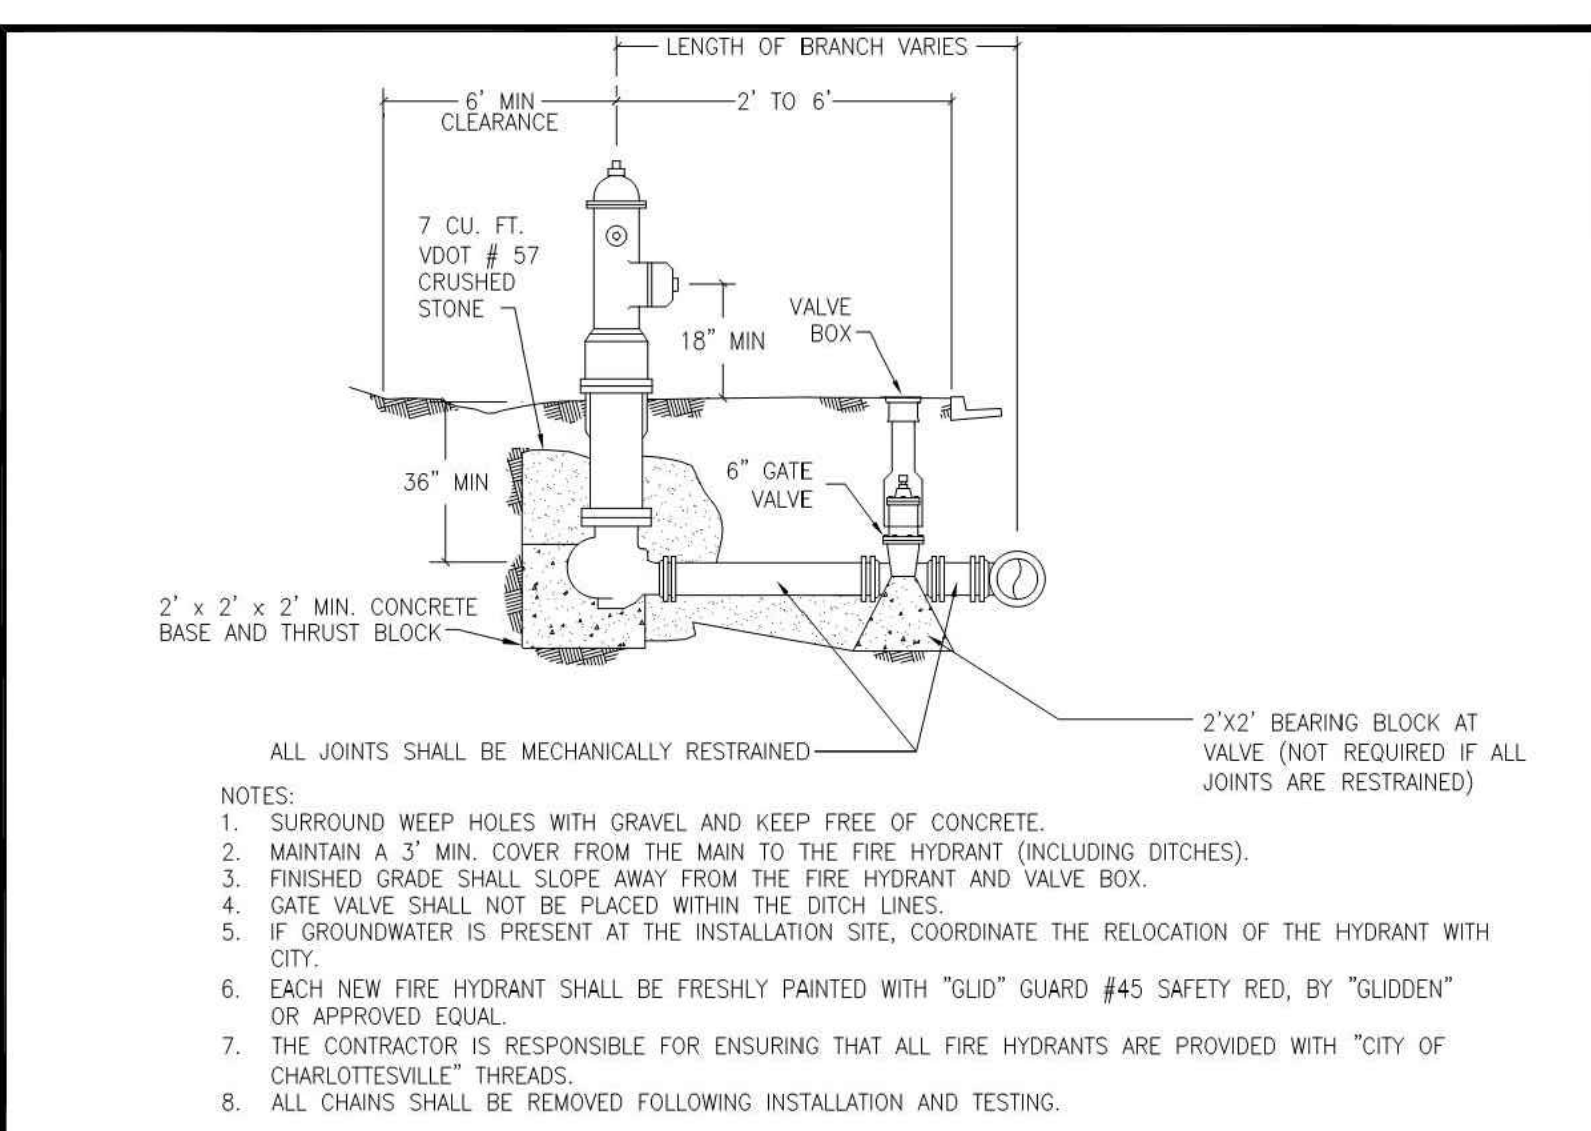 LENGTH OF BRANCH VARIES
6' MIN
CLEARANCE
2' TO 6'
7 CU. FT.
VDOT # 57
CRUSHED
STONE
18" MIN
VALVE
BOX
36" MIN
6" GATE
VALVE
2' x 2' x 2' MIN. CONCRETE
BASE AND THRUST BLOCK
ALL JOINTS SHALL BE MECHANICALLY RESTRAINED
2'X2' BEARING BLOCK AT
VALVE (NOT REQUIRED IF ALL
JOINTS ARE RESTRAINED)
NOTES:
1. SURROUND WEEP HOLES WITH GRAVEL AND KEEP FREE OF CONCRETE.
2. MAINTAIN A 3' MIN. COVER FROM THE MAIN TO THE FIRE HYDRANT (INCLUDING DITCHES).
3. FINISHED GRADE SHALL SLOPE AWAY FROM THE FIRE HYDRANT AND VALVE BOX.
4. GATE VALVE SHALL NOT BE PLACED WITHIN THE DITCH LINES.
5. IF GROUNDWATER IS PRESENT AT THE INSTALLATION SITE, COORDINATE THE RELOCATION OF THE HYDRANT WITH
CITY.
6. EACH NEW FIRE HYDRANT SHALL BE FRESHLY PAINTED WITH "GLID" GUARD #45 SAFETY RED, BY "GLIDDEN"
OR APPROVED EQUAL.
7. THE CONTRACTOR IS RESPONSIBLE FOR ENSURING THAT ALL FIRE HYDRANTS ARE PROVIDED WITH "CITY OF
CHARLOTTESVILLE" THREADS.
8. ALL CHAINS SHALL BE REMOVED FOLLOWING INSTALLATION AND TESTING.